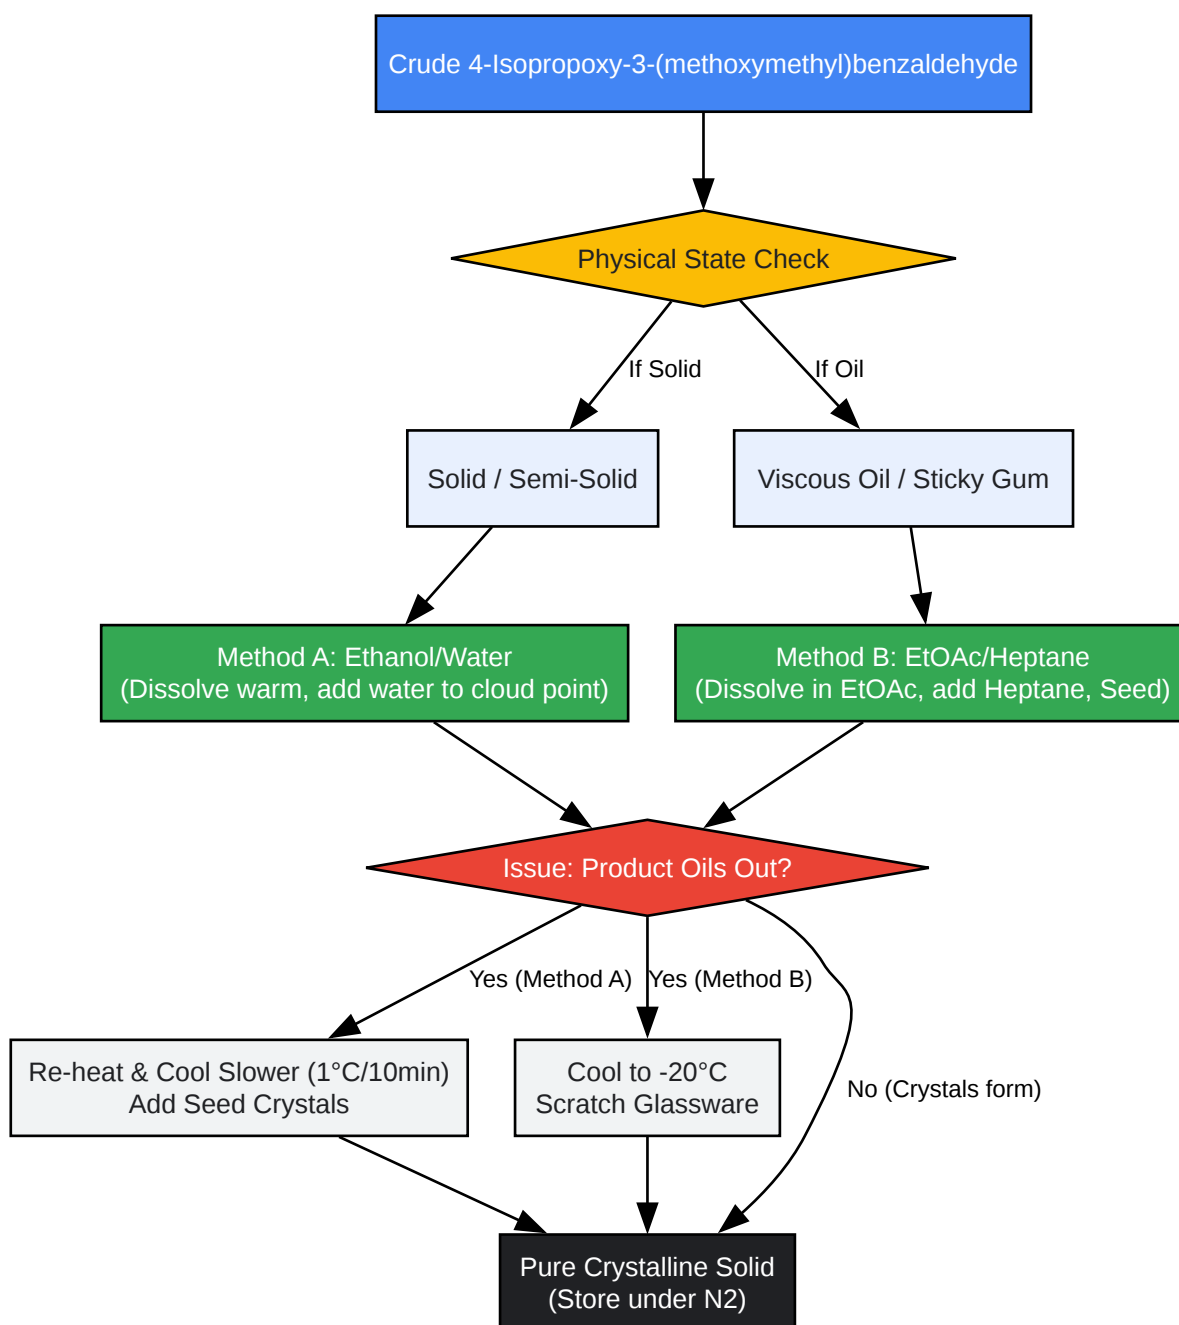 Crude 4-Isopropoxy-3-(methoxymethyl)benzaldehyde
Physical State Check
If Solid
If Oil
Solid / Semi-Solid
Viscous Oil / Sticky Gum
Method A: Ethanol/Water
(Dissolve warm, add water to cloud point)
Method B: EtOAc/Heptane
(Dissolve in EtOAc, add Heptane, Seed)
Issue: Product Oils Out?
Yes (Method A)
Yes (Method B)
Re-heat & Cool Slower (1°C/10min)
Add Seed Crystals
Cool to -20°C
Scratch Glassware
No (Crystals form)
Pure Crystalline Solid
(Store under N2)